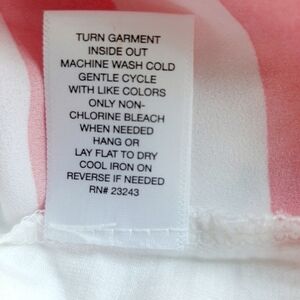 TURN GARMENT
INSIDE OUT
MACHINE WASH COLD
GENTLE CYCLE
WITH LIKE COLORS
ONLY NON-
CHLORINE BLEACH
WHEN NEEDED
HANG OR
LAY FLAT TO DRY
COOL IRON ON
REVERSE IF NEEDED
RN# 23243